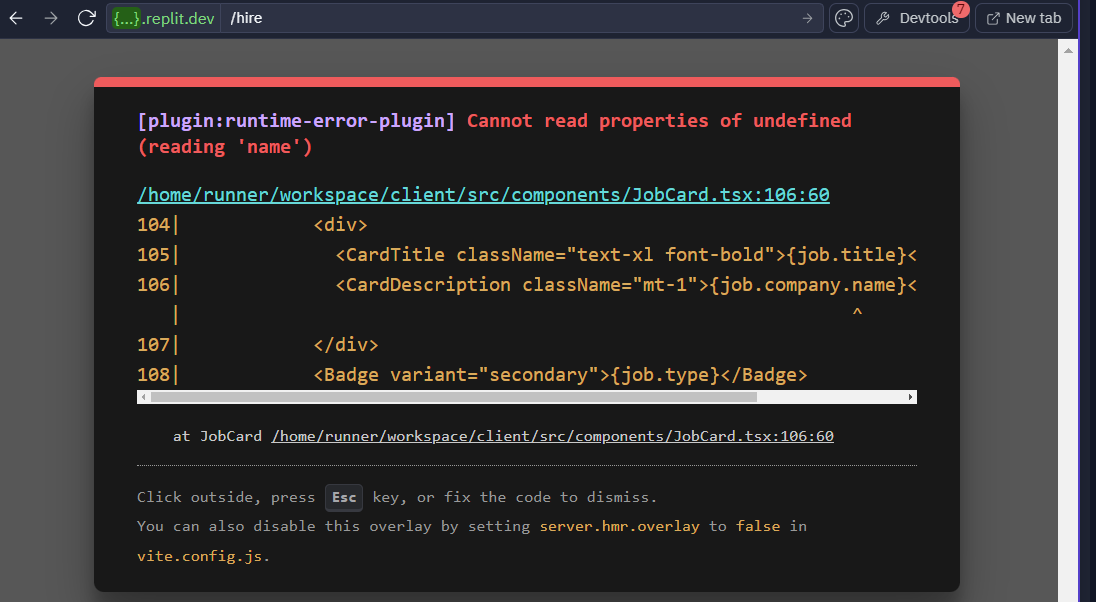 {...}.replit.dev /hire Devtools 7 New tab
[plugin:runtime-error-plugin] Cannot read properties of undefined
(reading 'name')
/home/runner/workspace/client/src/components/JobCard.tsx:106:60
104|            <div>
105|              <CardTitle className="text-xl font-bold">{job.title}<
106|              <CardDescription className="mt-1">{job.company.name}<
   |                                                             ^
107|            </div>
108|            <Badge variant="secondary">{job.type}</Badge>
at JobCard /home/runner/workspace/client/src/components/JobCard.tsx:106:60
Click outside, press Esc key, or fix the code to dismiss.
You can also disable this overlay by setting server.hmr.overlay to false in
vite.config.js.